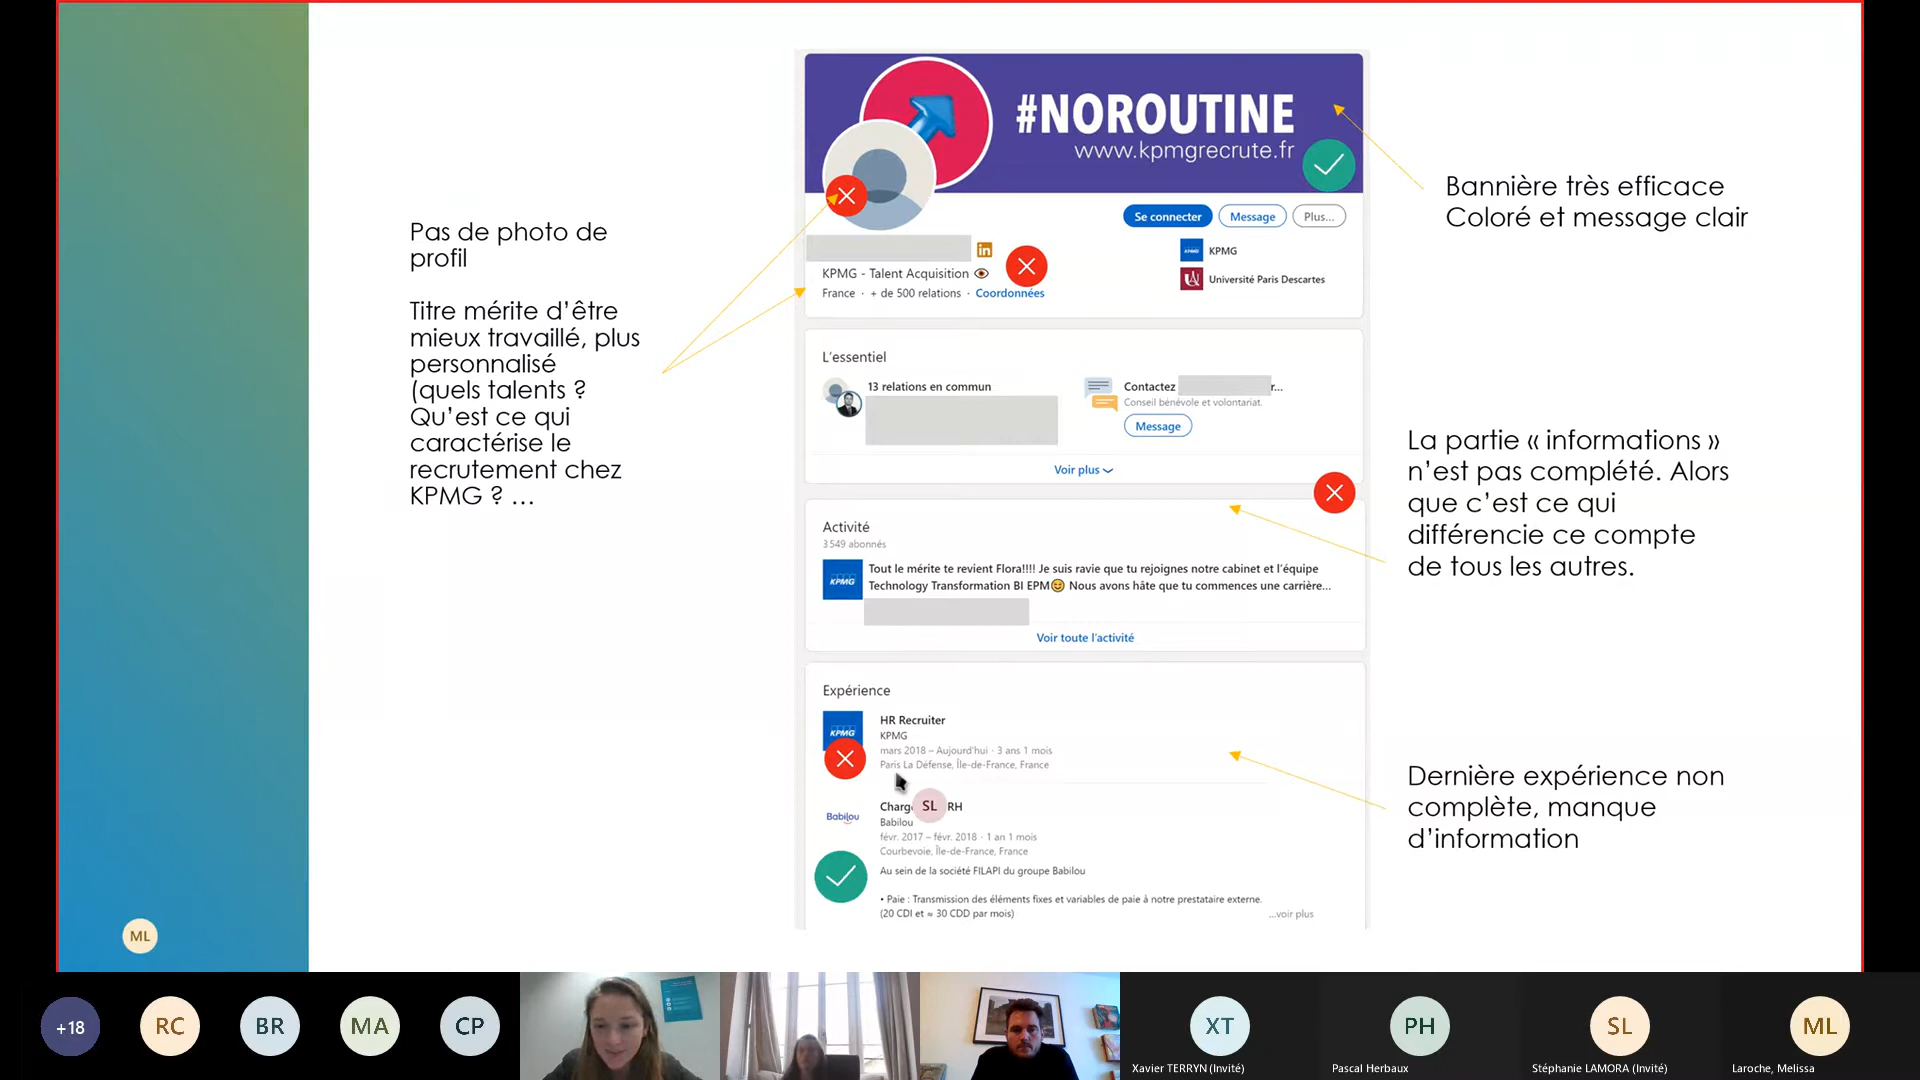 Pas de photo de
profil
Titre mérite d’être
mieux travaillé, plus
personnalisé
(quels talents ?
Qu’est ce qui
caractérise le
recrutement chez
KPMG ? …
#NOROUTINE
www.kpmgrecrute.fr
Se connecter
Message
Plus...
in
KPMG - Talent Acquisition
France · + de 500 relations · Coordonnées
KPMG
KPMG
Université Paris Descartes
L’essentiel
13 relations en commun
Contactez r...
Conseil bénévole et volontariat.
Message
Voir plus
Activité
3 549 abonnés
KPMG
Tout le mérite te revient Flora!!!! Je suis ravie que tu rejoignes notre cabinet et l’équipe
Technology Transformation BI EPM😊 Nous avons hâte que tu commences une carrière...
Voir toute l’activité
Expérience
KPMG
HR Recruiter
KPMG
mars 2018 – Aujourd’hui · 3 ans 1 mois
Paris La Défense, Île-de-France, France
Charg SL RH
Babilou
Babilou
févr. 2017 – févr. 2018 · 1 an 1 mois
Courbevoie, Île-de-France, France
Au sein de la société FILAPI du groupe Babilou
• Paie : Transmission des éléments fixes et variables de paie à notre prestataire externe.
(20 CDI et ≈ 30 CDD par mois)
...voir plus
Bannière très efficace
Coloré et message clair
La partie « informations »
n’est pas complété. Alors
que c’est ce qui
différencie ce compte
de tous les autres.
Dernière expérience non
complète, manque
d’information
ML
+18
RC
BR
MA
CP
XT
Xavier TERRYN (Invité)
PH
Pascal Herbaux
SL
Stéphanie LAMORA (Invité)
ML
Laroche, Melissa